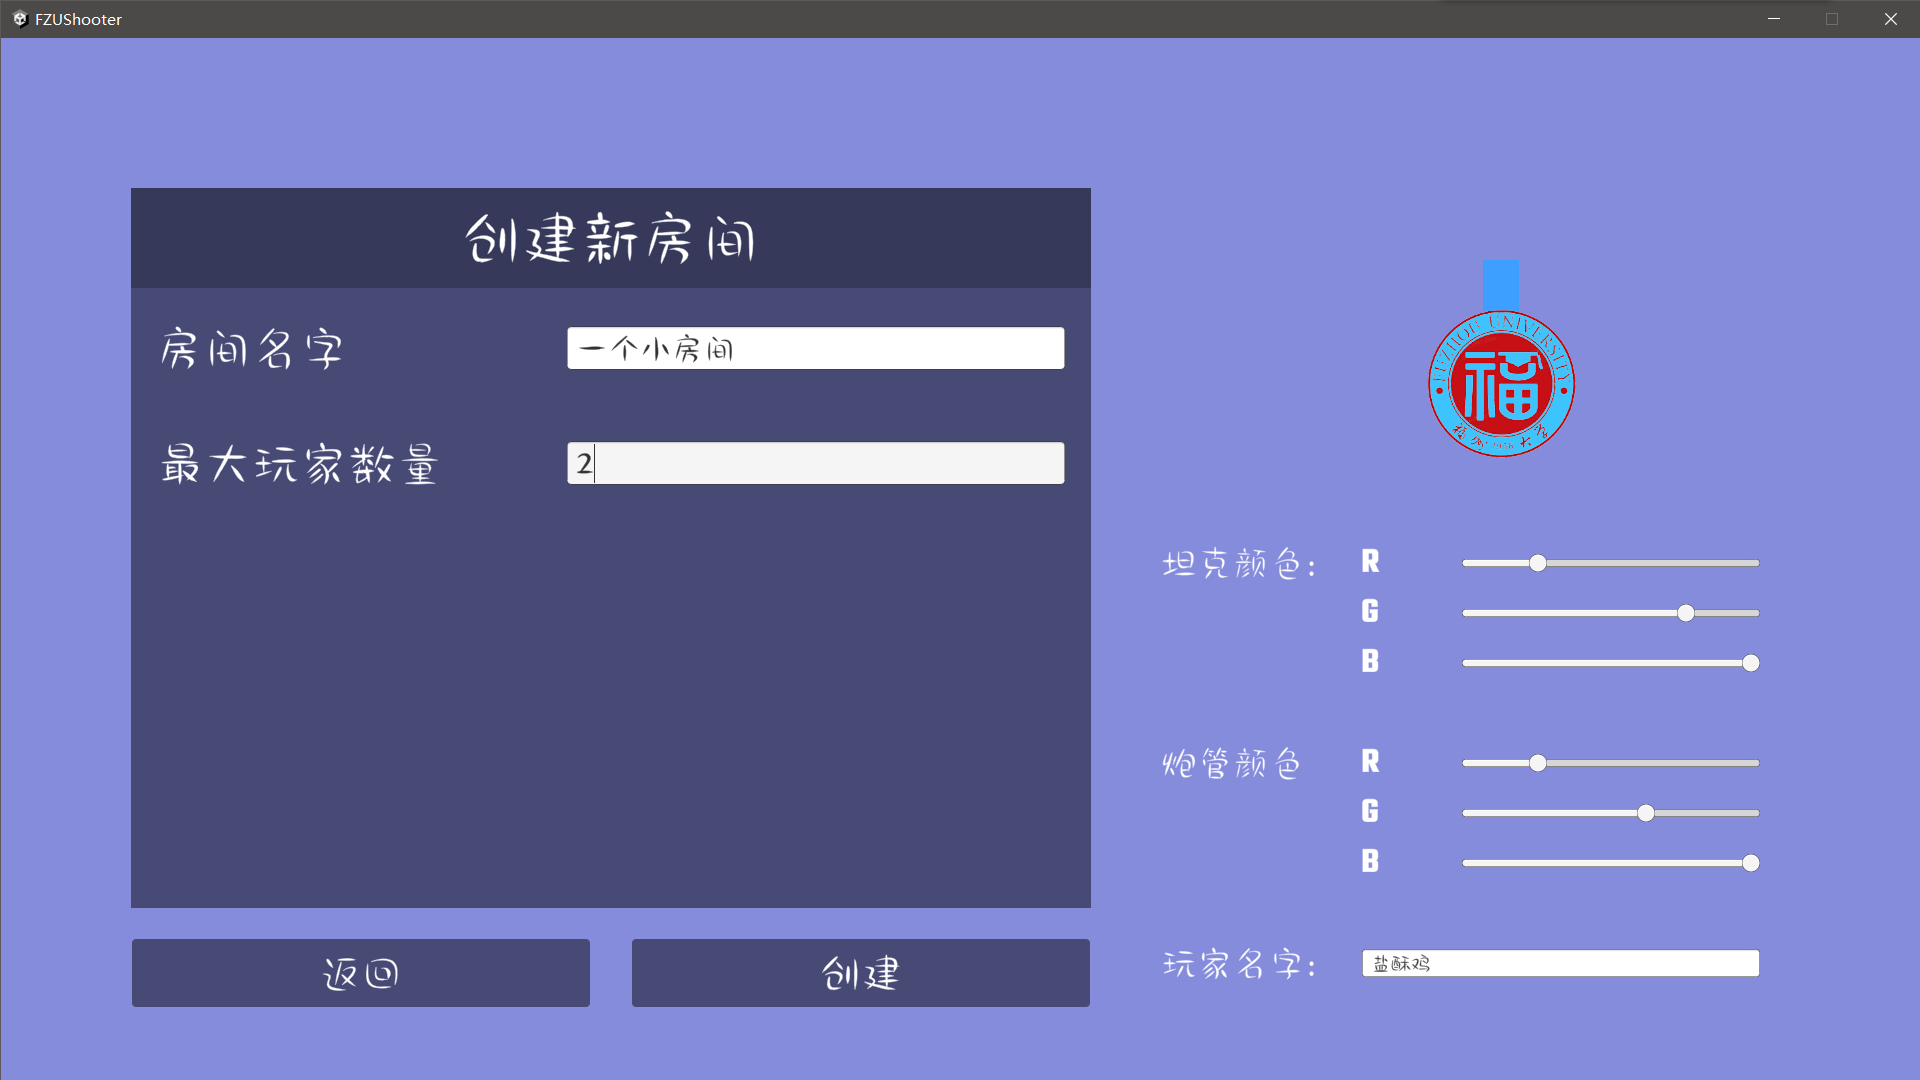 FZUShooter
创建新房间
房间名字
一个小房间
最大玩家数量
2
返回
创建
FUZHOU UNIVERSITY
福
福州·1958·大学
坦克颜色:
R
G
B
炮管颜色
R
G
B
玩家名字:
盐酥鸡